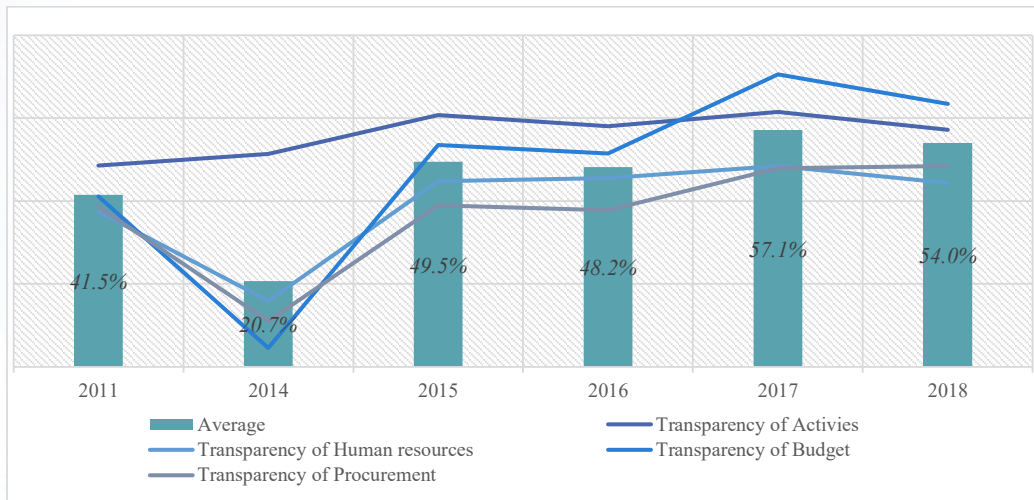 41.5%
20.7%
49.5%
48.2%
57.1%
54.0%
2011 2014 2015 2016 2017 2018
Average Transparency of Activies
Transparency of Human resources Transparency of Budget
Transparency of Procurement